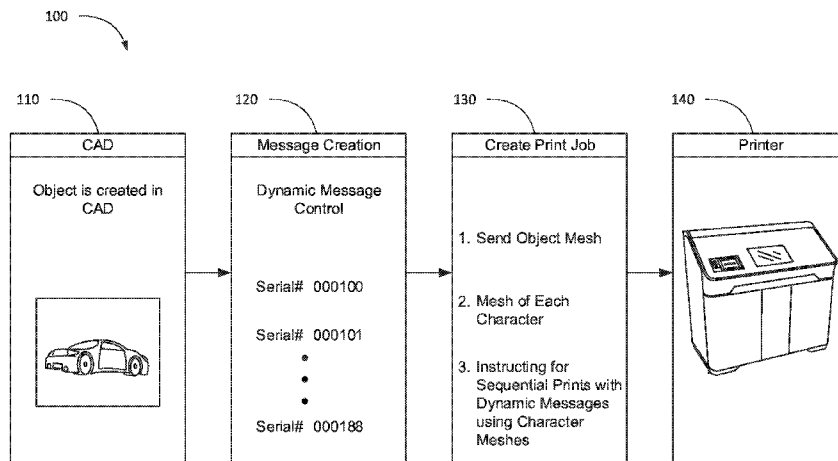 100
110
120
130
140
CAD
Message Creation
Create Print Job
Printer
Object is created in
CAD
Dynamic Message
Control
Serial# 000100
Serial# 000101
Serial# 000188
1. Send Object Mesh
2. Mesh of Each
Character
3. Instructing for
Sequential Prints with
Dynamic Messages
using Character
Meshes